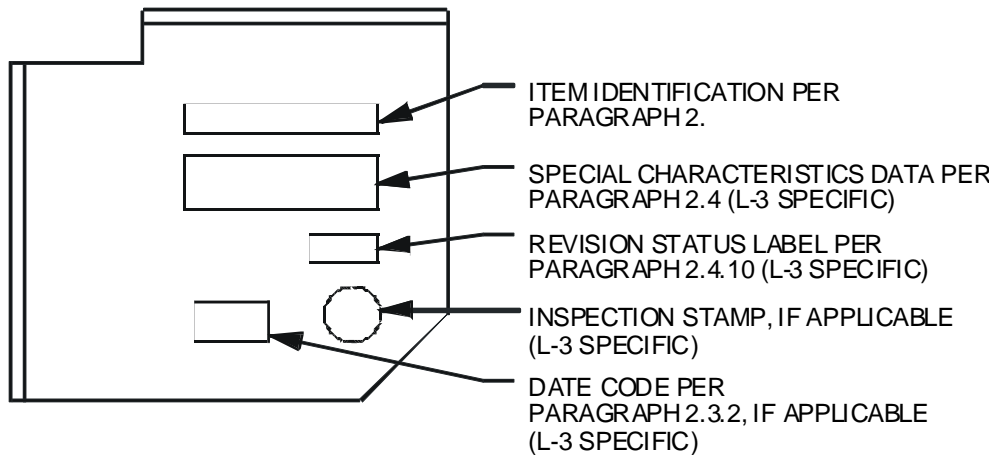 ITEM IDENTIFICATION PER
PARAGRAPH 2.
SPECIAL CHARACTERISTICS DATA PER
PARAGRAPH 2.4 (L-3 SPECIFIC)
REVISION STATUS LABEL PER
PARAGRAPH 2.4.10 (L-3 SPECIFIC)
INSPECTION STAMP, IF APPLICABLE
(L-3 SPECIFIC)
DATE CODE PER
PARAGRAPH 2.3.2, IF APPLICABLE
(L-3 SPECIFIC)